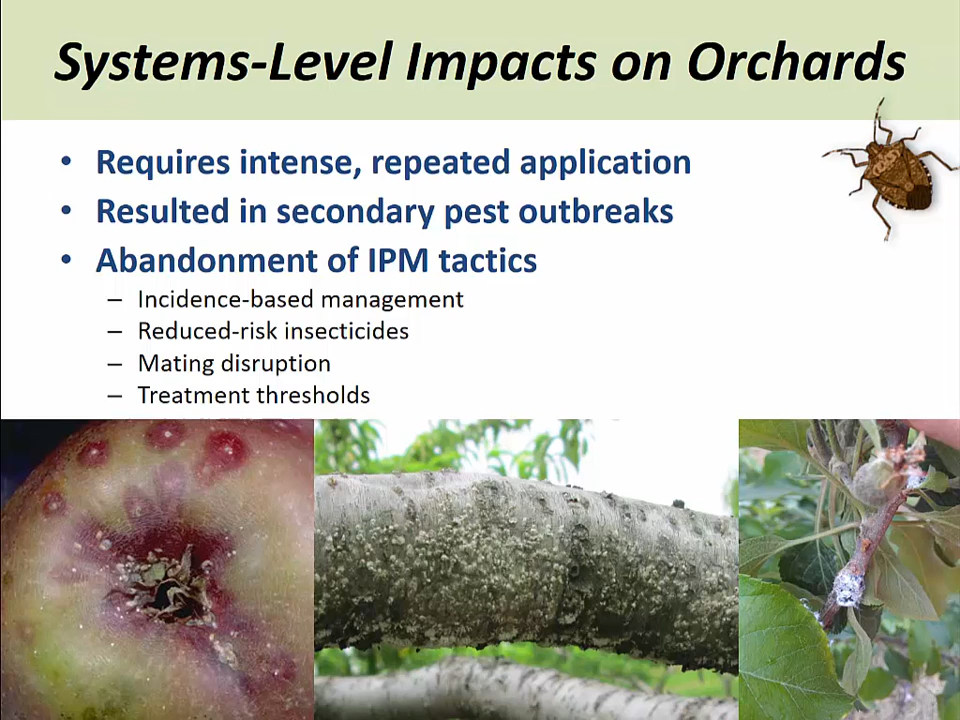 Systems-Level Impacts on Orchards
• Requires intense, repeated application
• Resulted in secondary pest outbreaks
• Abandonment of IPM tactics
– Incidence-based management
– Reduced-risk insecticides
– Mating disruption
– Treatment thresholds